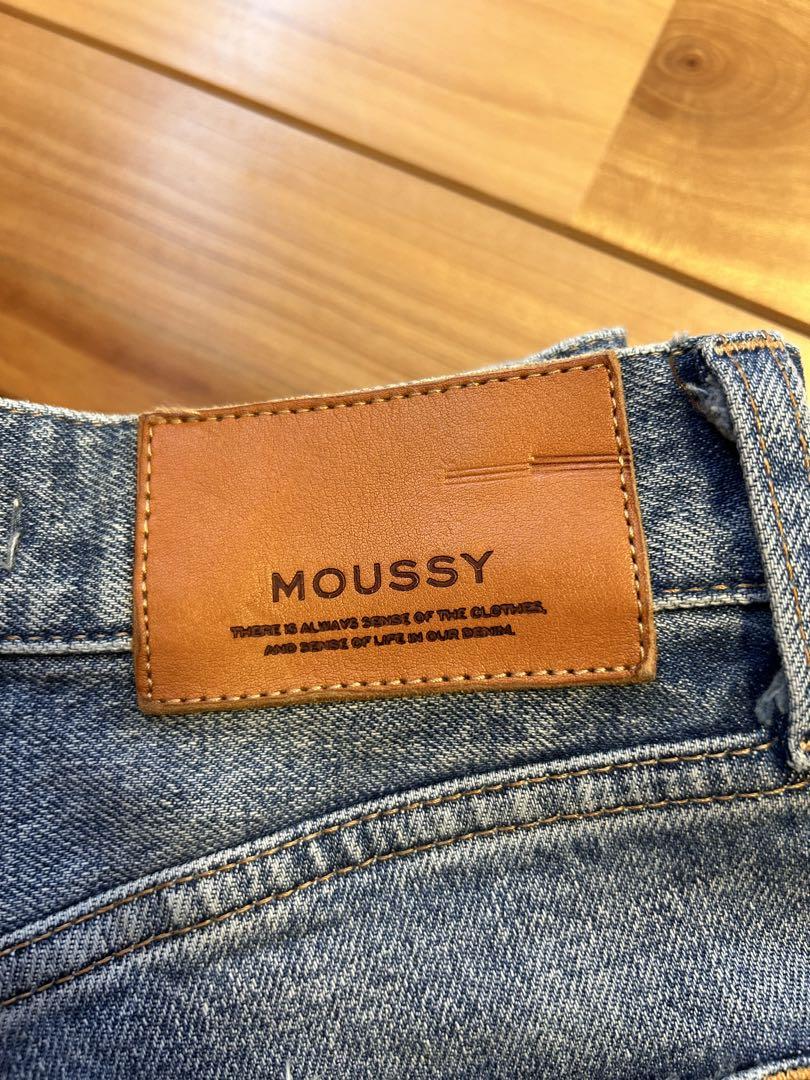 MOUSSY
THERE IS ALWAYS SENSE OF THE CLOTHES,
AND SENSE OF LIFE IN OUR DENIM.